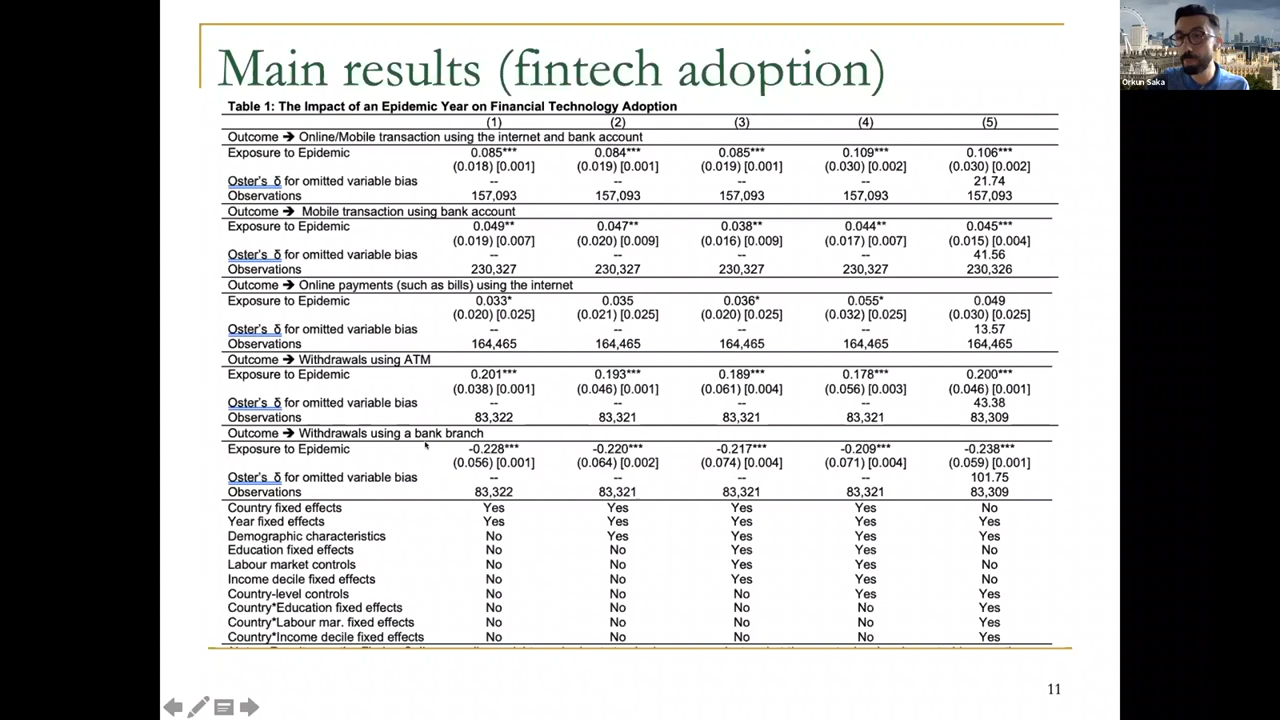 Main results (fintech adoption)
Table 1: The Impact of an Epidemic Year on Financial Technology Adoption
(1) (2) (3) (4) (5)
Outcome ➔ Online/Mobile transaction using the internet and bank account
Exposure to Epidemic 0.085*** 0.084*** 0.085*** 0.109*** 0.106***
(0.018) [0.001] (0.019) [0.001] (0.019) [0.001] (0.030) [0.002] (0.030) [0.002]
Oster's δ for omitted variable bias -- -- -- -- 21.74
Observations 157,093 157,093 157,093 157,093 157,093
Outcome ➔ Mobile transaction using bank account
Exposure to Epidemic 0.049** 0.047** 0.038** 0.044** 0.045***
(0.019) [0.007] (0.020) [0.009] (0.016) [0.009] (0.017) [0.007] (0.015) [0.004]
Oster's δ for omitted variable bias -- -- -- -- 41.56
Observations 230,327 230,327 230,327 230,327 230,326
Outcome ➔ Online payments (such as bills) using the internet
Exposure to Epidemic 0.033* 0.035 0.036* 0.055* 0.049
(0.020) [0.025] (0.021) [0.025] (0.020) [0.025] (0.032) [0.025] (0.030) [0.025]
Oster's δ for omitted variable bias -- -- -- -- 13.57
Observations 164,465 164,465 164,465 164,465 164,465
Outcome ➔ Withdrawals using ATM
Exposure to Epidemic 0.201*** 0.193*** 0.189*** 0.178*** 0.200***
(0.038) [0.001] (0.046) [0.001] (0.061) [0.004] (0.056) [0.003] (0.046) [0.001]
Oster's δ for omitted variable bias -- -- -- -- 43.38
Observations 83,322 83,321 83,321 83,321 83,309
Outcome ➔ Withdrawals using a bank branch
Exposure to Epidemic -0.228*** -0.220*** -0.217*** -0.209*** -0.238***
(0.056) [0.001] (0.064) [0.002] (0.074) [0.004] (0.071) [0.004] (0.059) [0.001]
Oster's δ for omitted variable bias -- -- -- -- 101.75
Observations 83,322 83,321 83,321 83,321 83,309
Country fixed effects Yes Yes Yes Yes No
Year fixed effects Yes Yes Yes Yes Yes
Demographic characteristics No Yes Yes Yes Yes
Education fixed effects No No Yes Yes No
Labour market controls No No Yes Yes No
Income decile fixed effects No No Yes Yes No
Country-level controls No No No Yes Yes
Country*Education fixed effects No No No No Yes
Country*Labour mar. fixed effects No No No No Yes
Country*Income decile fixed effects No No No No Yes
11
Orkun Saka